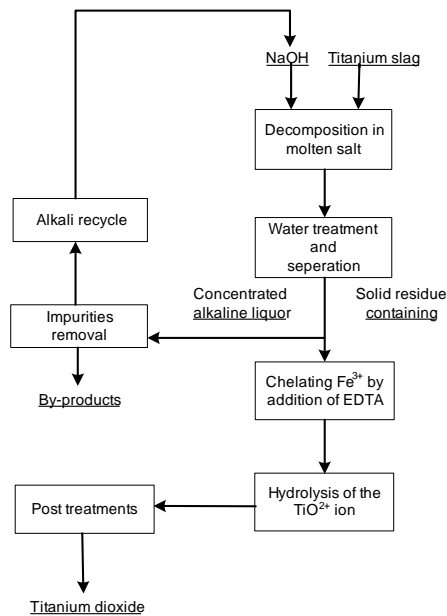 NaOH
Titanium slag
Decomposition in
molten salt
Alkali recycle
Water treatment
and
seperation
Concentrated
alkaline liquor
Solid residue
containing
Impurities
removal
By-products
Chelating Fe³⁺ by
addition of EDTA
Hydrolysis of the
TiO²⁺ ion
Post treatments
Titanium dioxide